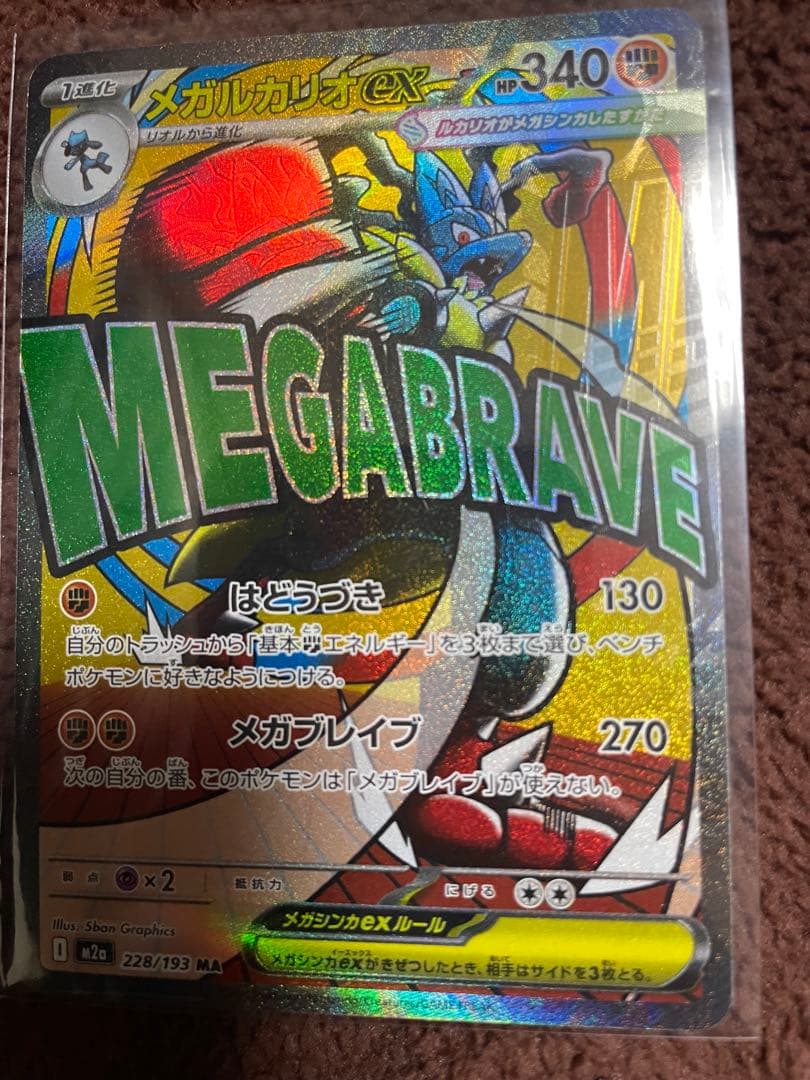 1進化
メガルカリオex
HP340
リオルから進化
ルカリオがメガシンカしたすがた
MEGABRAVE
はどうづき 130
自分のトラッシュから「基本闘エネルギー」を3枚まで選び、ベンチ
ポケモンに好きなようにつける。
メガブレイブ 270
次の自分の番、このポケモンは「メガブレイブ」が使えない。
弱点 ×2 抵抗力 にげる
Illus. 5ban Graphics
メガシンカexルール
I M2a 228/193 MA
メガシンカexがきぜつしたとき、相手はサイドを3枚とる。